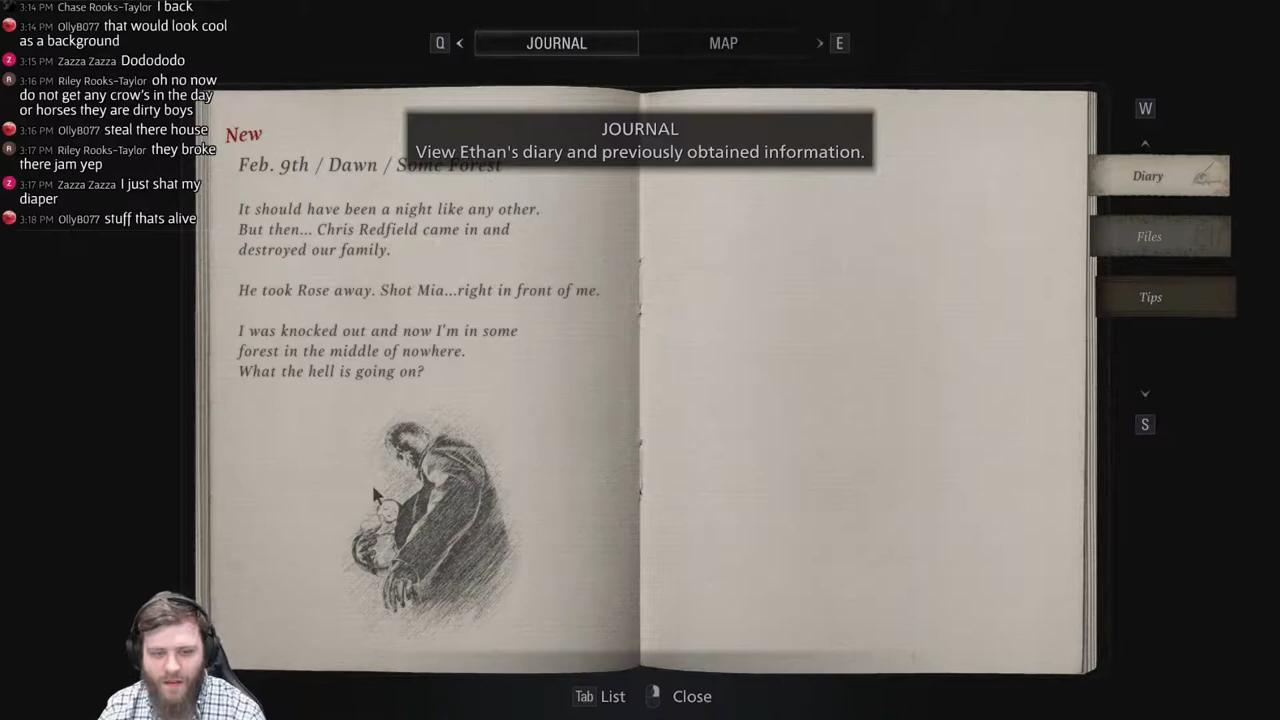 3:14 PM Chase Rooks-Taylor I back
3:14 PM OllyB077 that would look cool
as a background
3:15 PM Zazza Zazza Dodododo
3:16 PM Riley Rooks-Taylor oh no now
do not get any crow's in the day
or horses they are dirty boys
3:16 PM OllyB077 steal there house
3:17 PM Riley Rooks-Taylor they broke
there jam yep
3:17 PM Zazza Zazza I just shat my
diaper
3:18 PM OllyB077 stuff thats alive
Q JOURNAL MAP E
JOURNAL
View Ethan's diary and previously obtained information.
New
Feb. 9th / Dawn / Some Forest
It should have been a night like any other.
But then... Chris Redfield came in and
destroyed our family.
He took Rose away. Shot Mia...right in front of me.
I was knocked out and now I'm in some
forest in the middle of nowhere.
What the hell is going on?
W
Diary
Files
Tips
S
Tab List Close